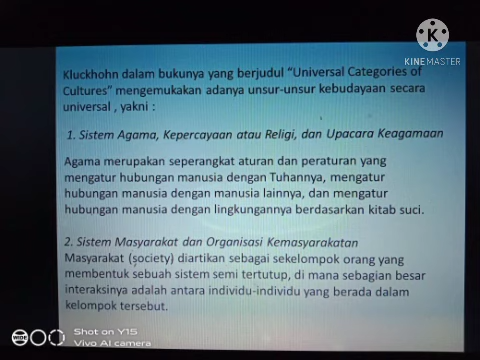 KINEMASTER
Kluckhohn dalam bukunya yang berjudul “Universal Categories of
Cultures” mengemukakan adanya unsur-unsur kebudayaan secara
universal , yakni :
1. Sistem Agama, Kepercayaan atau Religi, dan Upacara Keagamaan
Agama merupakan seperangkat aturan dan peraturan yang
mengatur hubungan manusia dengan Tuhannya, mengatur
hubungan manusia dengan manusia lainnya, dan mengatur
hubungan manusia dengan lingkungannya berdasarkan kitab suci.
2. Sistem Masyarakat dan Organisasi Kemasyarakatan
Masyarakat (society) diartikan sebagai sekelompok orang yang
membentuk sebuah sistem semi tertutup, di mana sebagian besar
interaksinya adalah antara individu-individu yang berada dalam
kelompok tersebut.
WIDE
Shot on Y15
Vivo AI camera